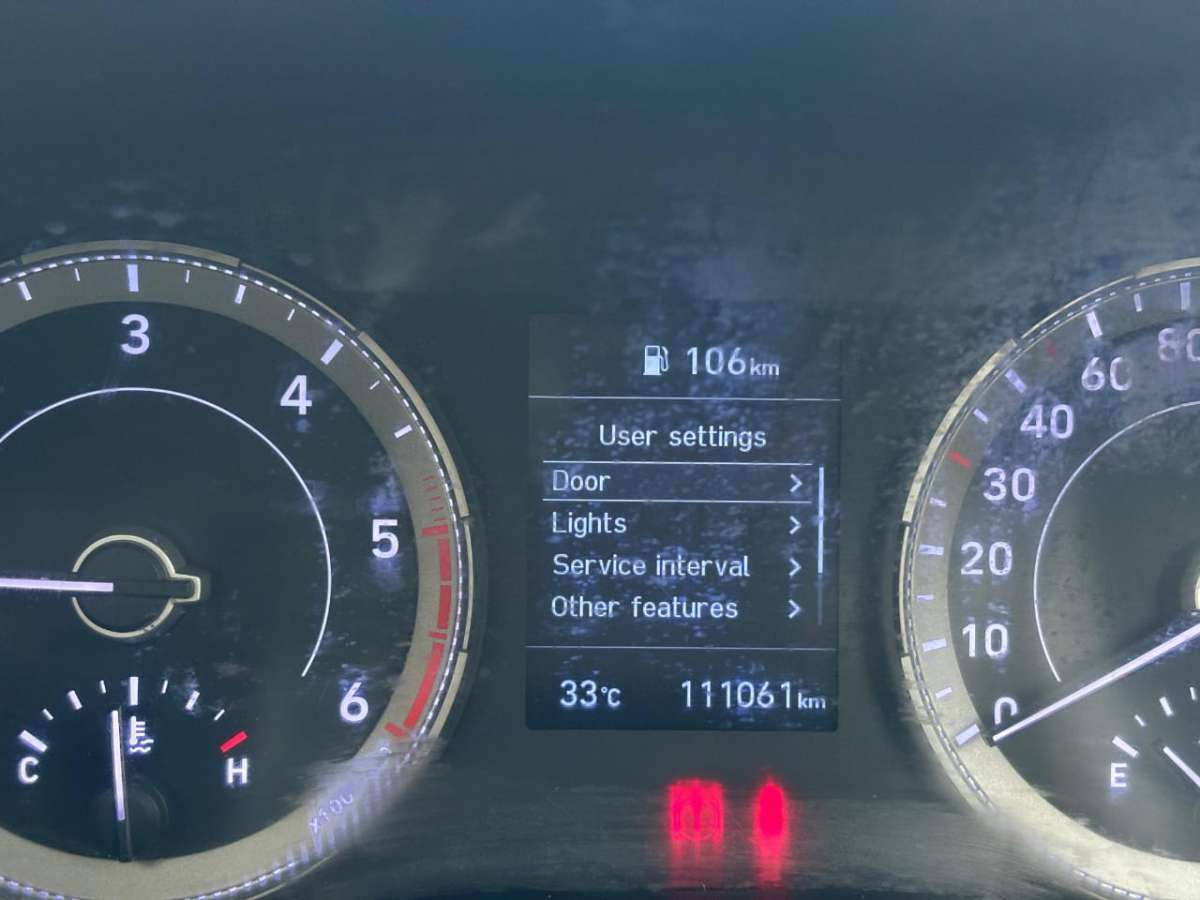 3
4
5
6
C
H
106km
User settings
Door
Lights
Service interval
Other features
33°C
111061km
80
60
40
30
20
10
0
E